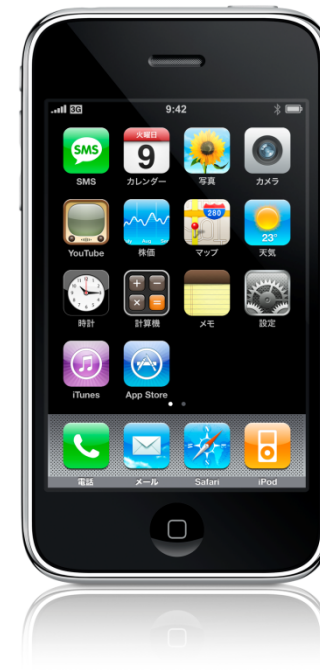 3G 9:42
SMS 火曜日 9
SMS カレンダー 写真 カメラ
280 23°
YouTube 株価 マップ 天気
時計 計算機 メモ 設定
iTunes App Store
電話 メール Safari iPod